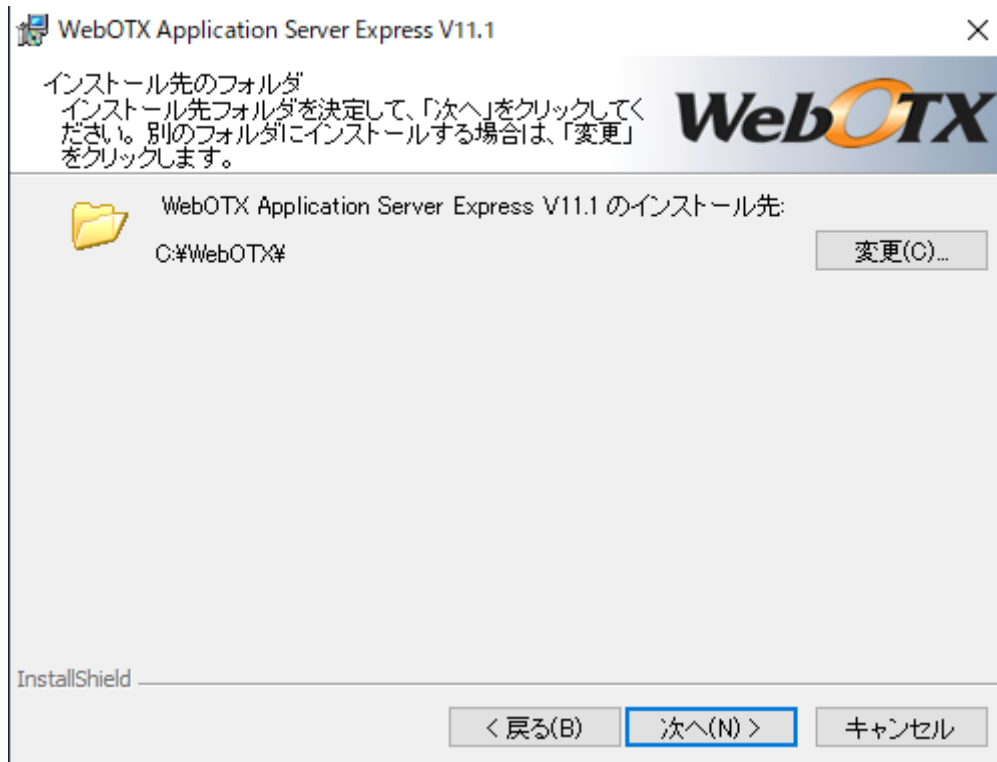 WebOTX Application Server Express V11.1
インストール先のフォルダ
インストール先フォルダを決定して、「次へ」をクリックしてく
ださい。別のフォルダにインストールする場合は、「変更」
をクリックします。
WebOTX
WebOTX Application Server Express V11.1 のインストール先:
C:¥WebOTX¥
変更(C)...
InstallShield
< 戻る(B)
次へ(N) >
キャンセル